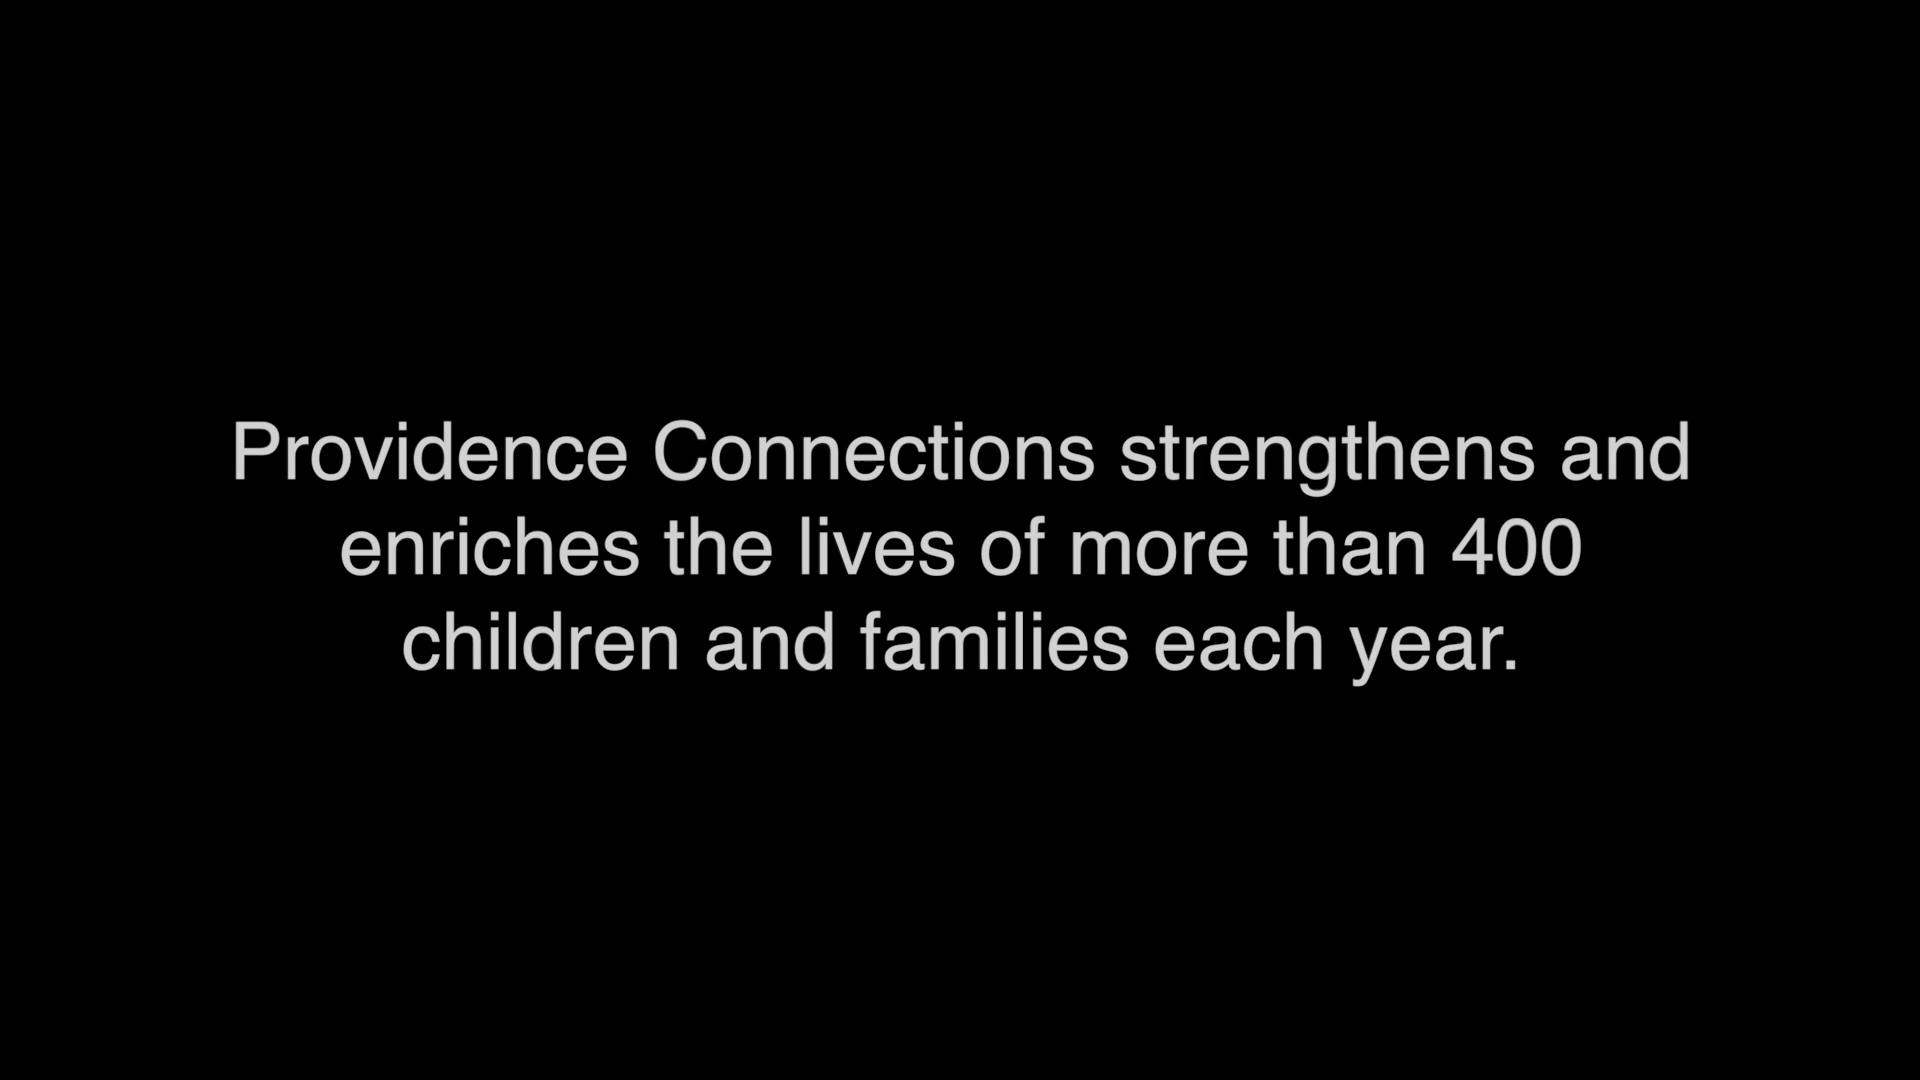 Providence Connections strengthens and
enriches the lives of more than 400
children and families each year.